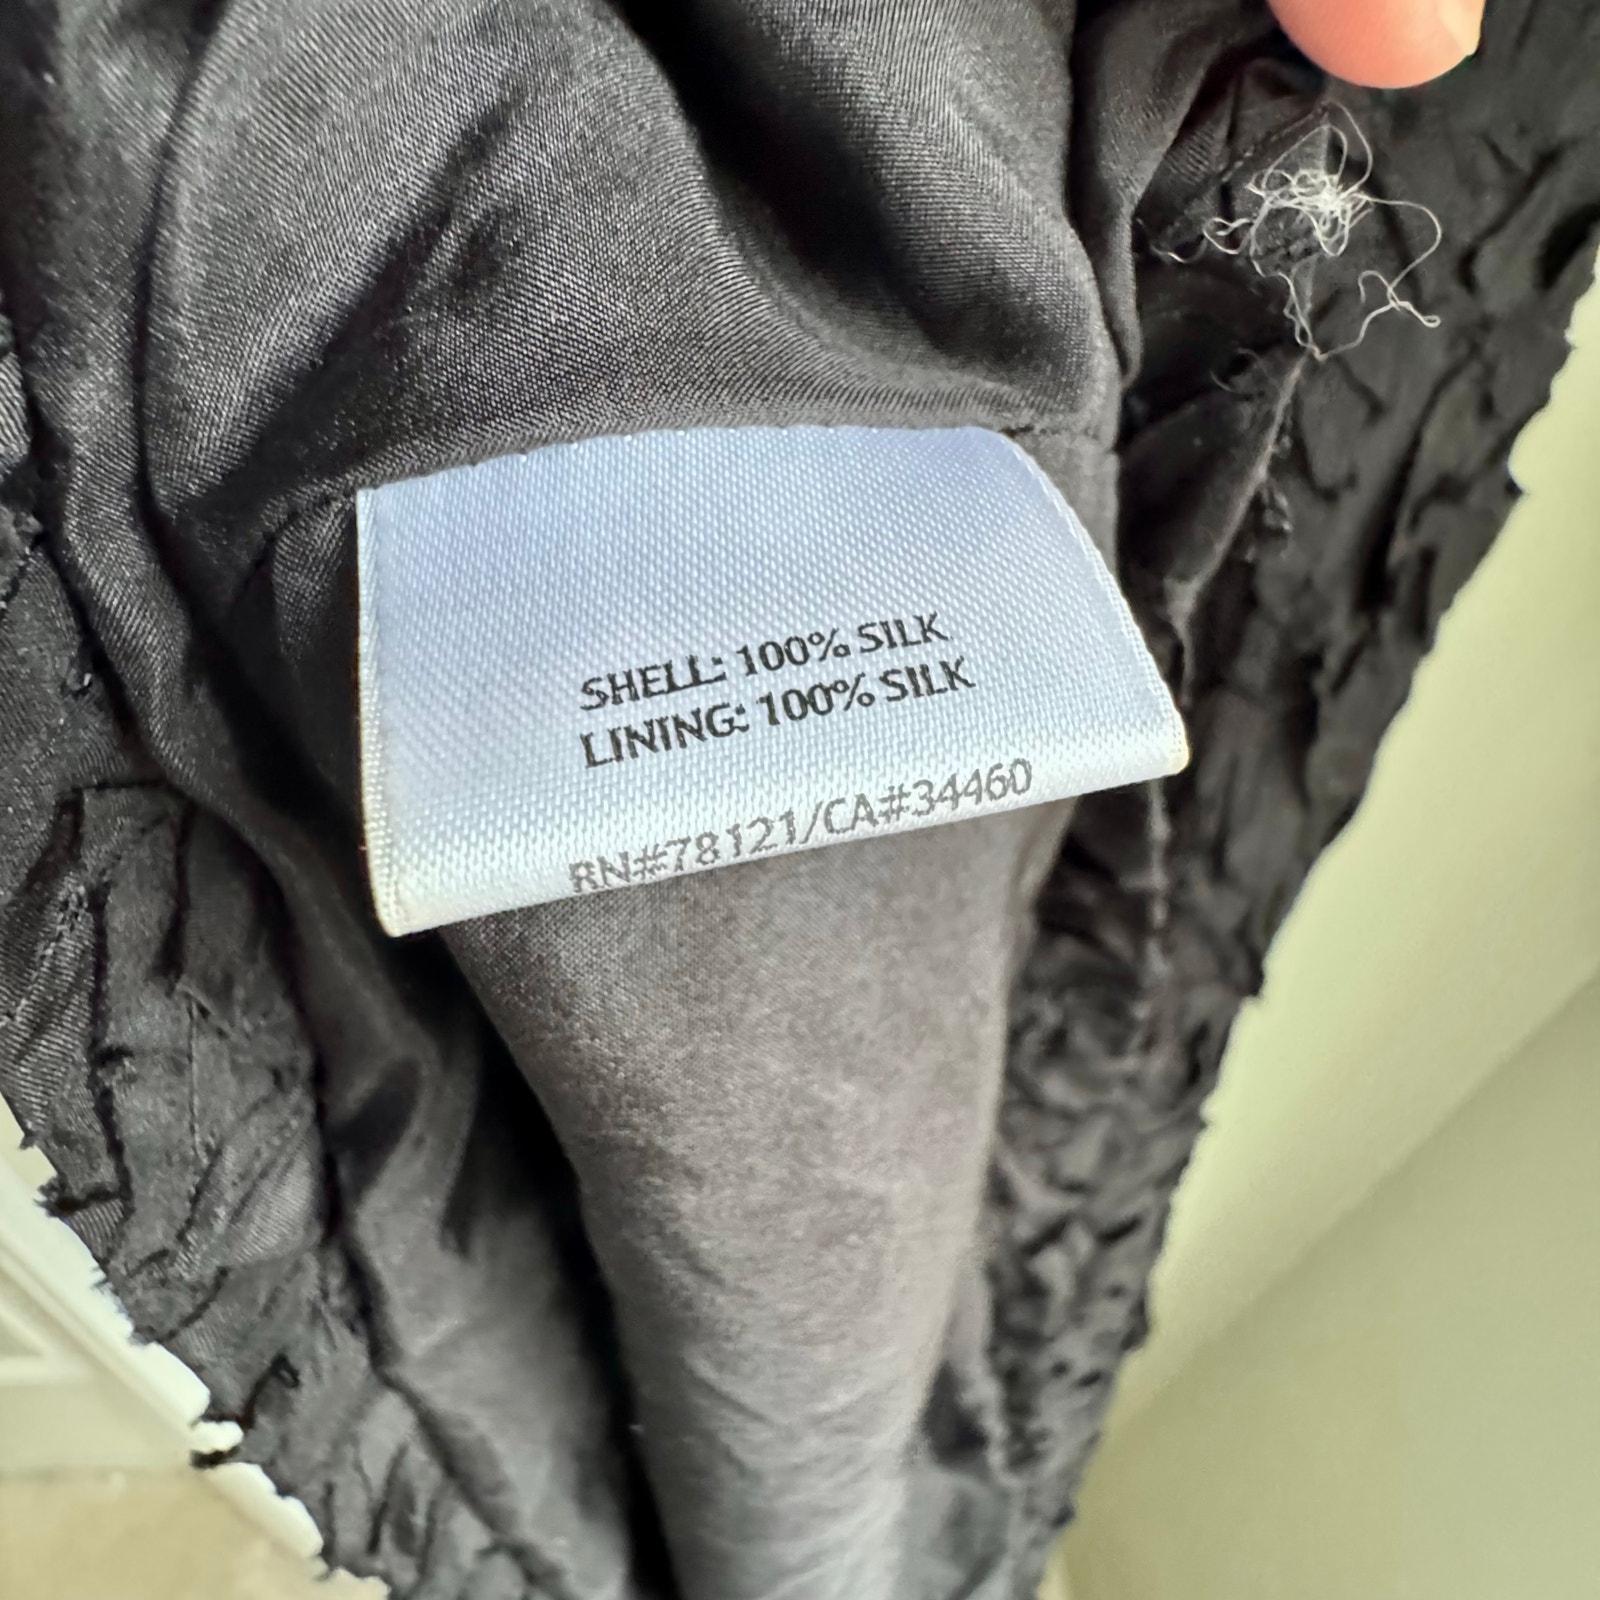 SHELL: 100% SILK
LINING: 100% SILK
RN#78121/CA#34460